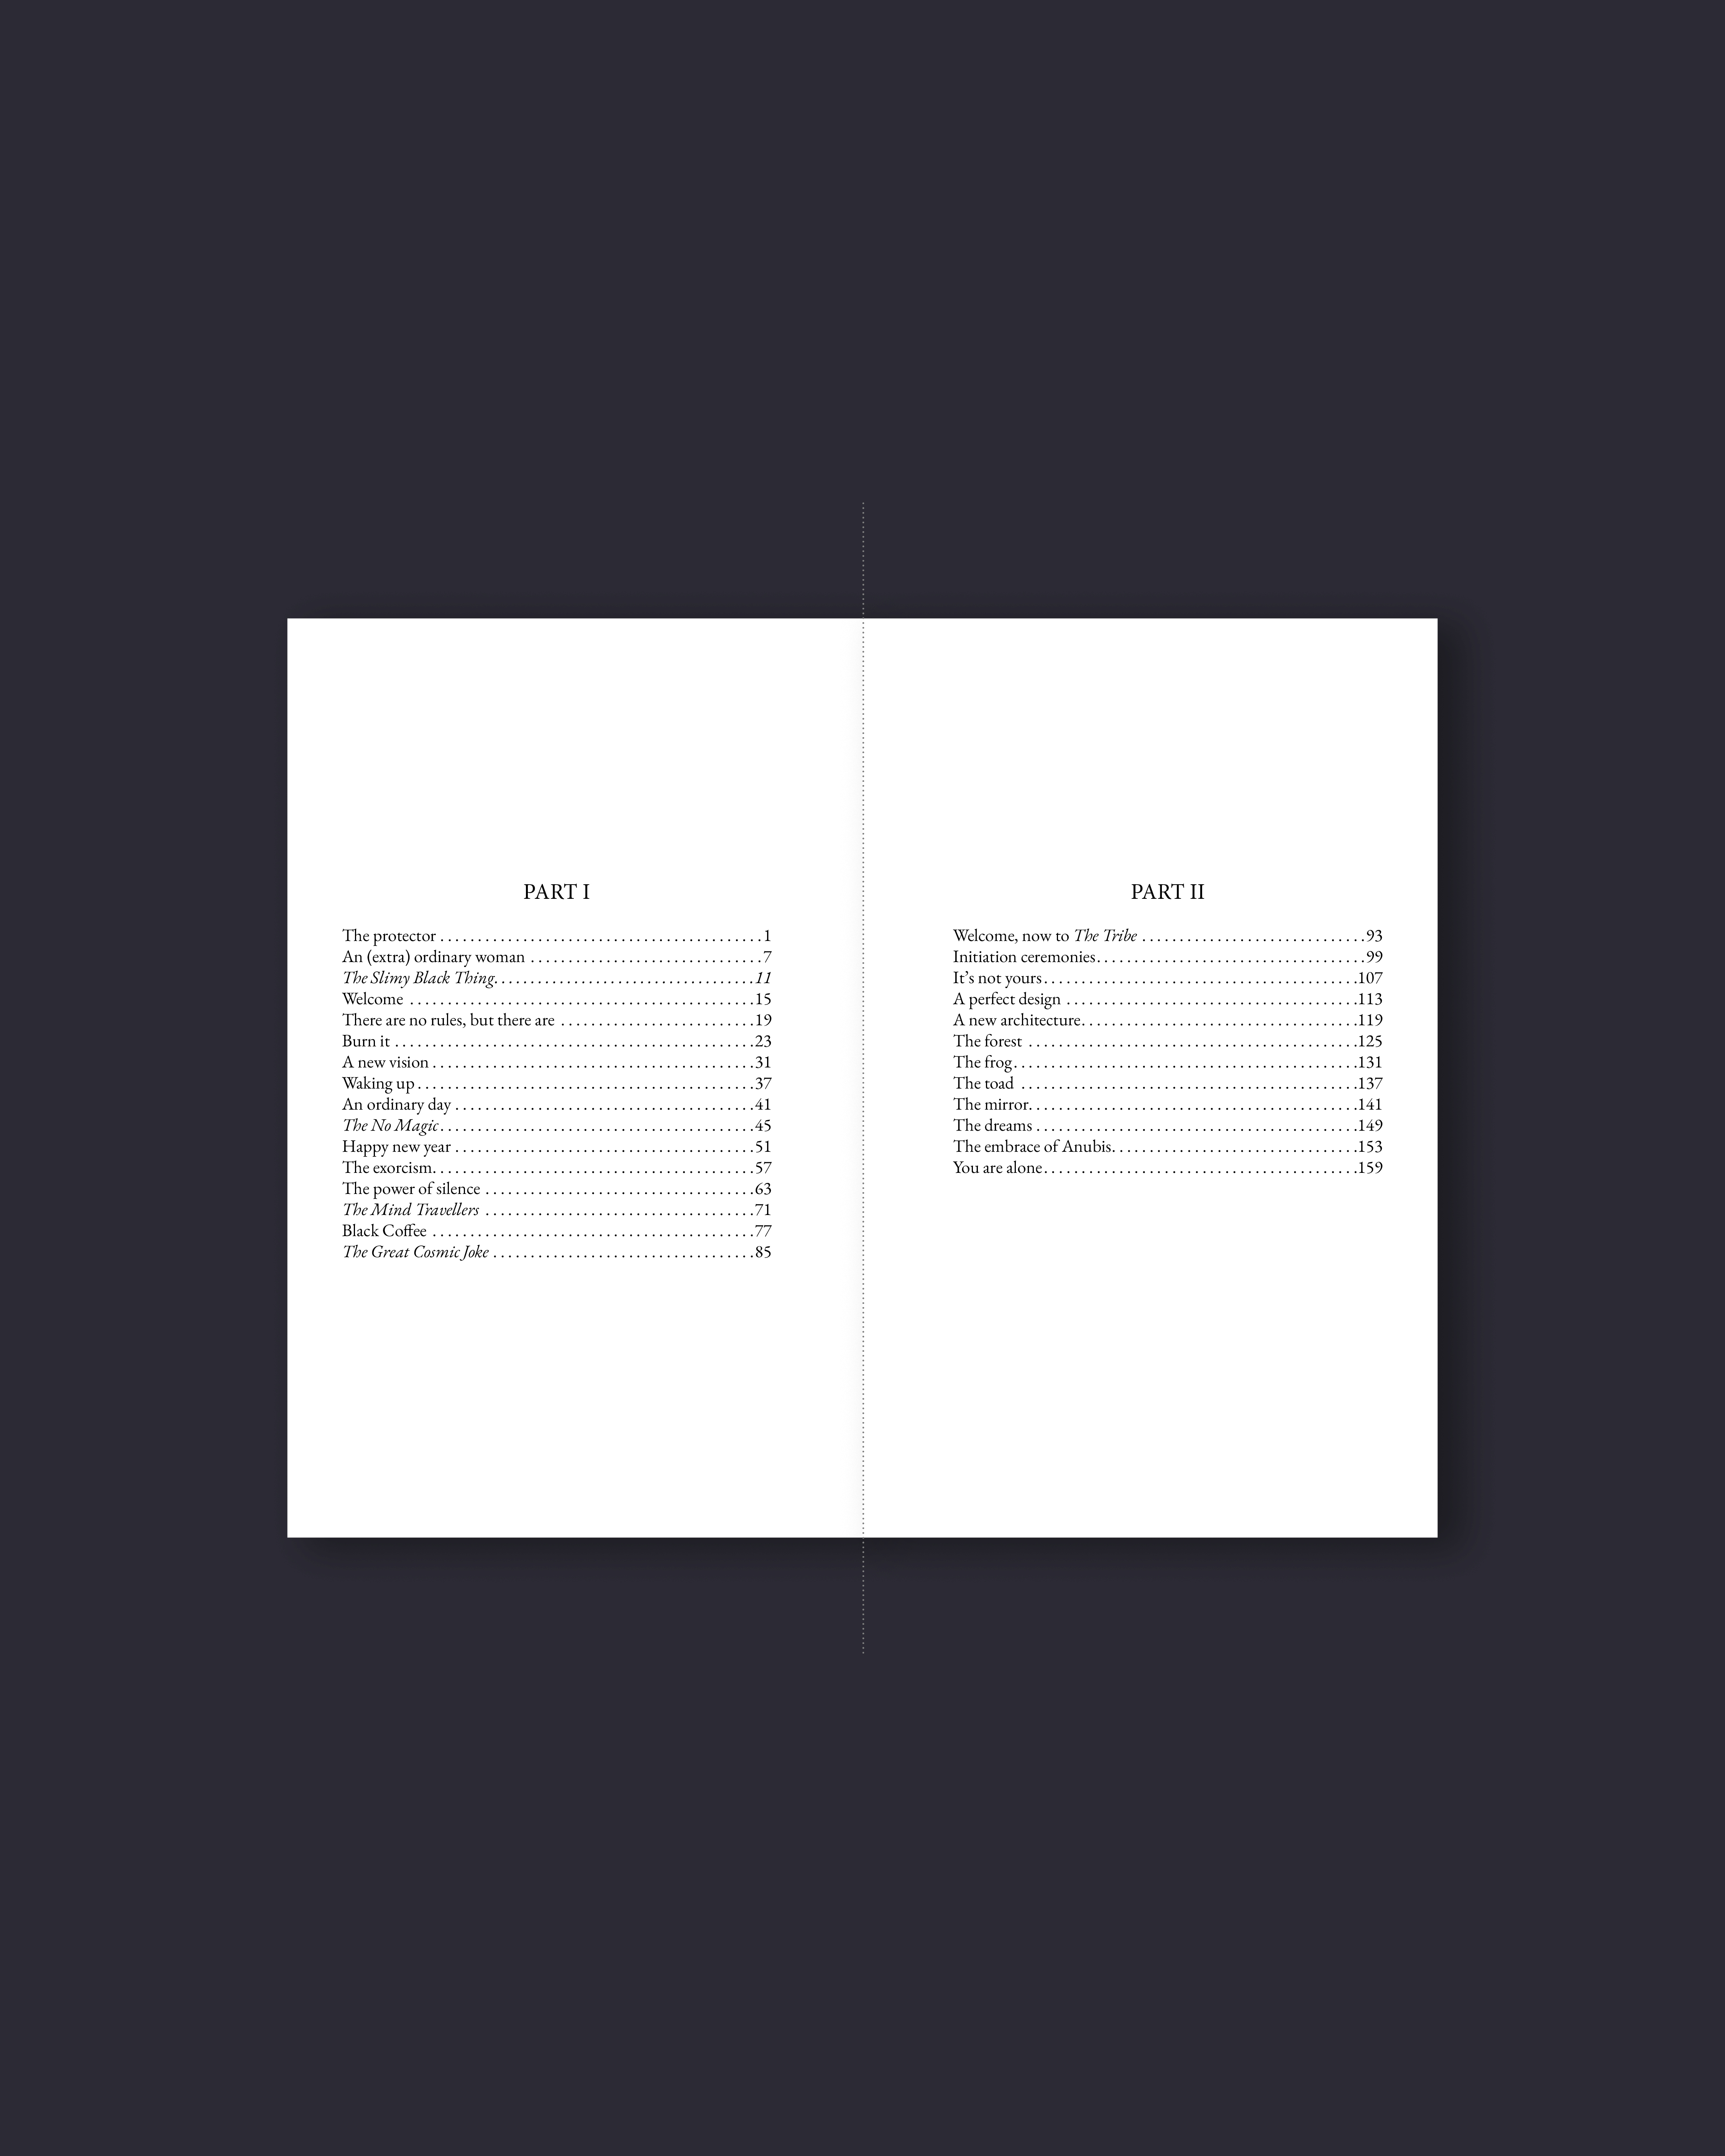 PART I
The protector . . . . . . . . . . . . . . . . . . . . . . . . . . . . . . . . . . . . . . . . . . .1
An (extra) ordinary woman . . . . . . . . . . . . . . . . . . . . . . . . . . . . . . .7
The Slimy Black Thing. . . . . . . . . . . . . . . . . . . . . . . . . . . . . . . . . . .11
Welcome . . . . . . . . . . . . . . . . . . . . . . . . . . . . . . . . . . . . . . . . . . . . . .15
There are no rules, but there are . . . . . . . . . . . . . . . . . . . . . . . . . .19
Burn it . . . . . . . . . . . . . . . . . . . . . . . . . . . . . . . . . . . . . . . . . . . . . . . .23
A new vision . . . . . . . . . . . . . . . . . . . . . . . . . . . . . . . . . . . . . . . . . . .31
Waking up . . . . . . . . . . . . . . . . . . . . . . . . . . . . . . . . . . . . . . . . . . . . .37
An ordinary day . . . . . . . . . . . . . . . . . . . . . . . . . . . . . . . . . . . . . . . .41
The No Magic . . . . . . . . . . . . . . . . . . . . . . . . . . . . . . . . . . . . . . . . . .45
Happy new year . . . . . . . . . . . . . . . . . . . . . . . . . . . . . . . . . . . . . . . .51
The exorcism. . . . . . . . . . . . . . . . . . . . . . . . . . . . . . . . . . . . . . . . . . .57
The power of silence . . . . . . . . . . . . . . . . . . . . . . . . . . . . . . . . . . . .63
The Mind Travellers . . . . . . . . . . . . . . . . . . . . . . . . . . . . . . . . . . . .71
Black Coffee . . . . . . . . . . . . . . . . . . . . . . . . . . . . . . . . . . . . . . . . . . .77
The Great Cosmic Joke . . . . . . . . . . . . . . . . . . . . . . . . . . . . . . . . . . .85
PART II
Welcome, now to The Tribe . . . . . . . . . . . . . . . . . . . . . . . . . . . . . .93
Initiation ceremonies. . . . . . . . . . . . . . . . . . . . . . . . . . . . . . . . . . . .99
It's not yours . . . . . . . . . . . . . . . . . . . . . . . . . . . . . . . . . . . . . . . . . .107
A perfect design . . . . . . . . . . . . . . . . . . . . . . . . . . . . . . . . . . . . . . .113
A new architecture. . . . . . . . . . . . . . . . . . . . . . . . . . . . . . . . . . . . .119
The forest . . . . . . . . . . . . . . . . . . . . . . . . . . . . . . . . . . . . . . . . . . . .125
The frog . . . . . . . . . . . . . . . . . . . . . . . . . . . . . . . . . . . . . . . . . . . . . .131
The toad . . . . . . . . . . . . . . . . . . . . . . . . . . . . . . . . . . . . . . . . . . . . .137
The mirror. . . . . . . . . . . . . . . . . . . . . . . . . . . . . . . . . . . . . . . . . . . .141
The dreams . . . . . . . . . . . . . . . . . . . . . . . . . . . . . . . . . . . . . . . . . . .149
The embrace of Anubis. . . . . . . . . . . . . . . . . . . . . . . . . . . . . . . . .153
You are alone . . . . . . . . . . . . . . . . . . . . . . . . . . . . . . . . . . . . . . . . . .159